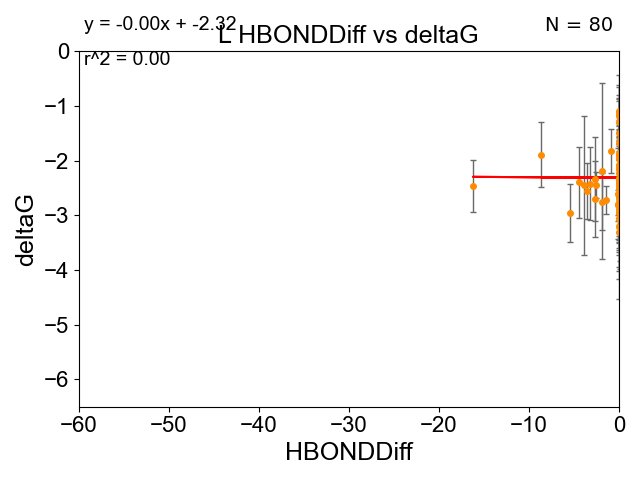 y = -0.00x + -2.32
N = 80
L HBONDDiff vs deltaG
r^2 = 0.00
0
−1
−2
−3
−4
−5
−6
deltaG
−60 −50 −40 −30 −20 −10 0
HBONDDiff